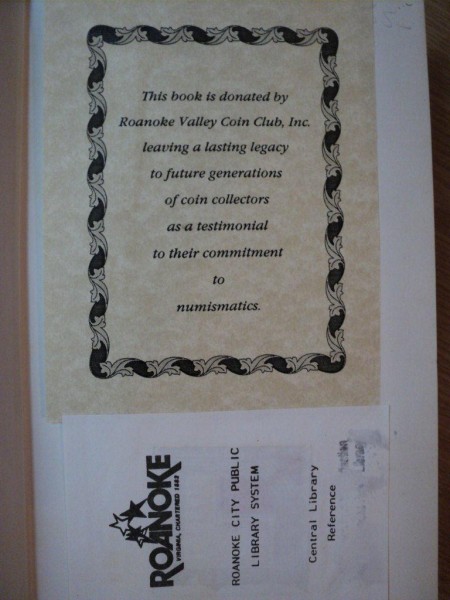 This book is donated by
Roanoke Valley Coin Club, Inc.
leaving a lasting legacy
to future generations
of coin collectors
as a testimonial
to their commitment
to
numismatics.
ROANOKE
VIRGINIA, CHARTERED 1882
ROANOKE CITY PUBLIC
LIBRARY SYSTEM
Central Library
Reference